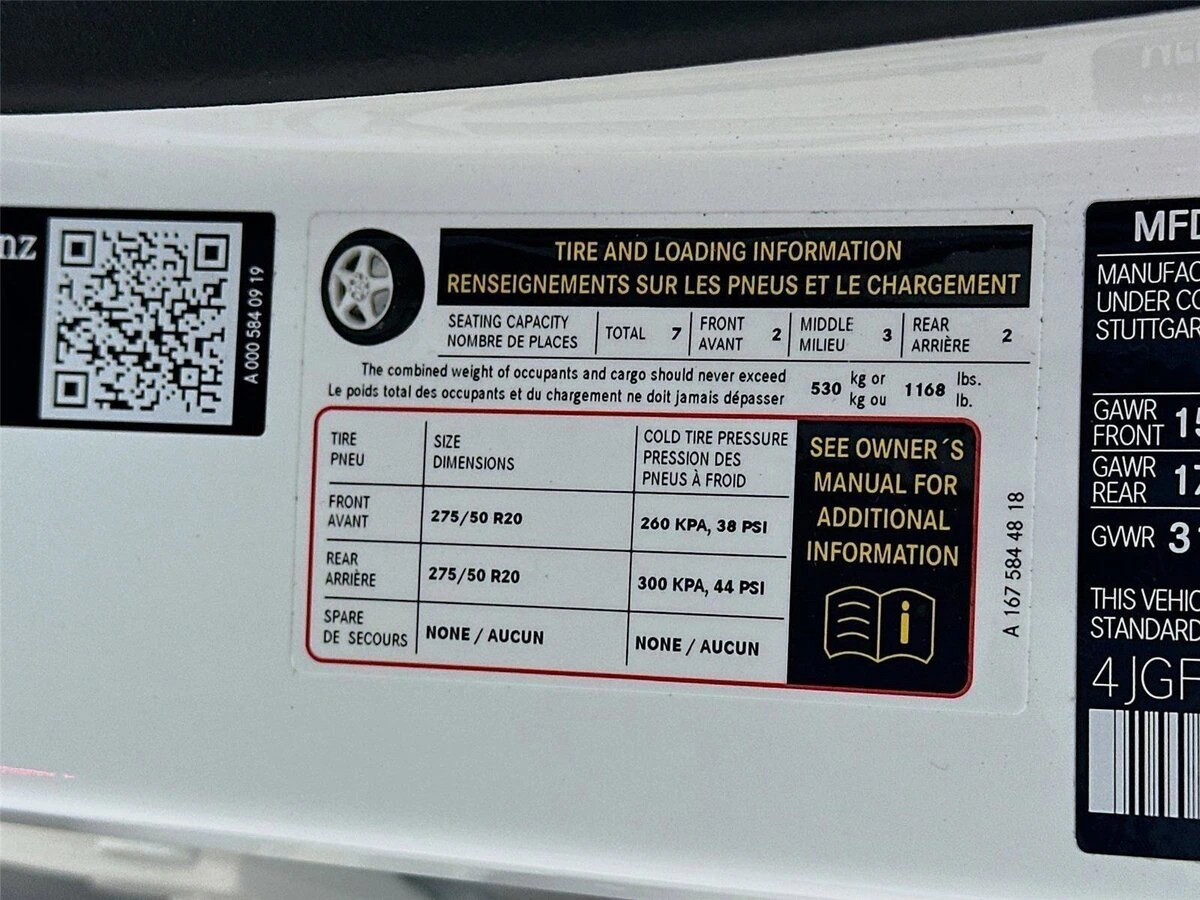 nz
A 000 584 09 19
TIRE AND LOADING INFORMATION
RENSEIGNEMENTS SUR LES PNEUS ET LE CHARGEMENT
SEATING CAPACITY
NOMBRE DE PLACES
TOTAL 7
FRONT
AVANT 2
MIDDLE
MILIEU 3
REAR
ARRIÈRE 2
The combined weight of occupants and cargo should never exceed
Le poids total des occupants et du chargement ne doit jamais dépasser
530 kg or
kg ou
1168 lbs.
lb.
TIRE
PNEU
SIZE
DIMENSIONS
COLD TIRE PRESSURE
PRESSION DES
PNEUS À FROID
FRONT
AVANT
275/50 R20
260 KPA, 38 PSI
REAR
ARRIÈRE
275/50 R20
300 KPA, 44 PSI
SPARE
DE SECOURS
NONE / AUCUN
NONE / AUCUN
SEE OWNER´S
MANUAL FOR
ADDITIONAL
INFORMATION
i
A 167 584 48 18
MFD
MANUFAC
UNDER CO
STUTTGAR
GAWR
FRONT 15
GAWR
REAR 17
GVWR 31
THIS VEHIC
STANDARD
4JGF